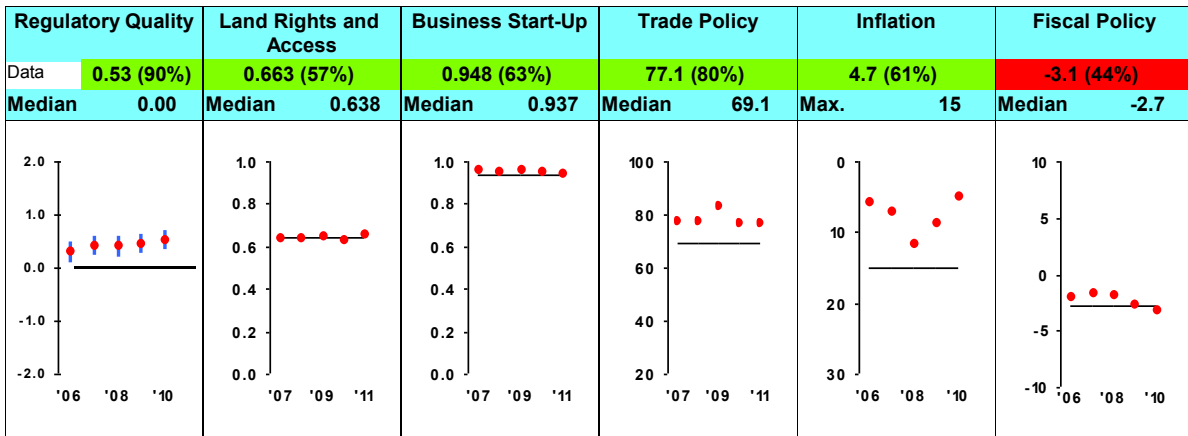 Regulatory Quality
Land Rights and
Access
Business Start-Up
Trade Policy
Inflation
Fiscal Policy
Data 0.53 (90%)
0.663 (57%)
0.948 (63%)
77.1 (80%)
4.7 (61%)
-3.1 (44%)
Median 0.00
Median 0.638
Median 0.937
Median 69.1
Max. 15
Median -2.7
2.0
1.0
0.0
-1.0
-2.0
'06 '08 '10
1.0
0.8
0.6
0.4
0.2
0.0
'07 '09 '11
1.0
0.8
0.6
0.4
0.2
0.0
'07 '09 '11
100
80
60
40
20
'07 '09 '11
0
10
20
30
'06 '08 '10
10
5
0
-5
-10
'06 '08 '10